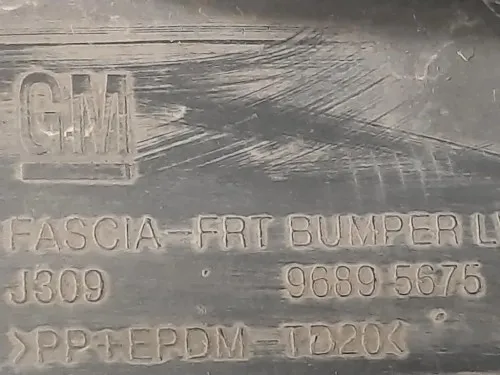 GM
FASCIA-FRT BUMPER L
J309 9689 5675
>PP+EPDM-TD20<